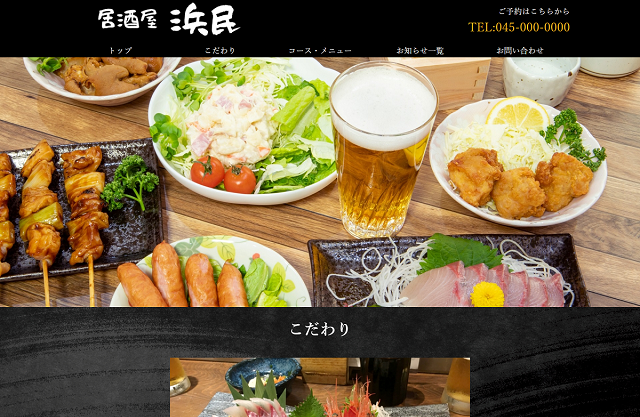 居酒屋 浜民
ご予約はこちらから
TEL:045-000-0000
トップ
こだわり
コース・メニュー
お知らせ一覧
お問い合わせ
こだわり